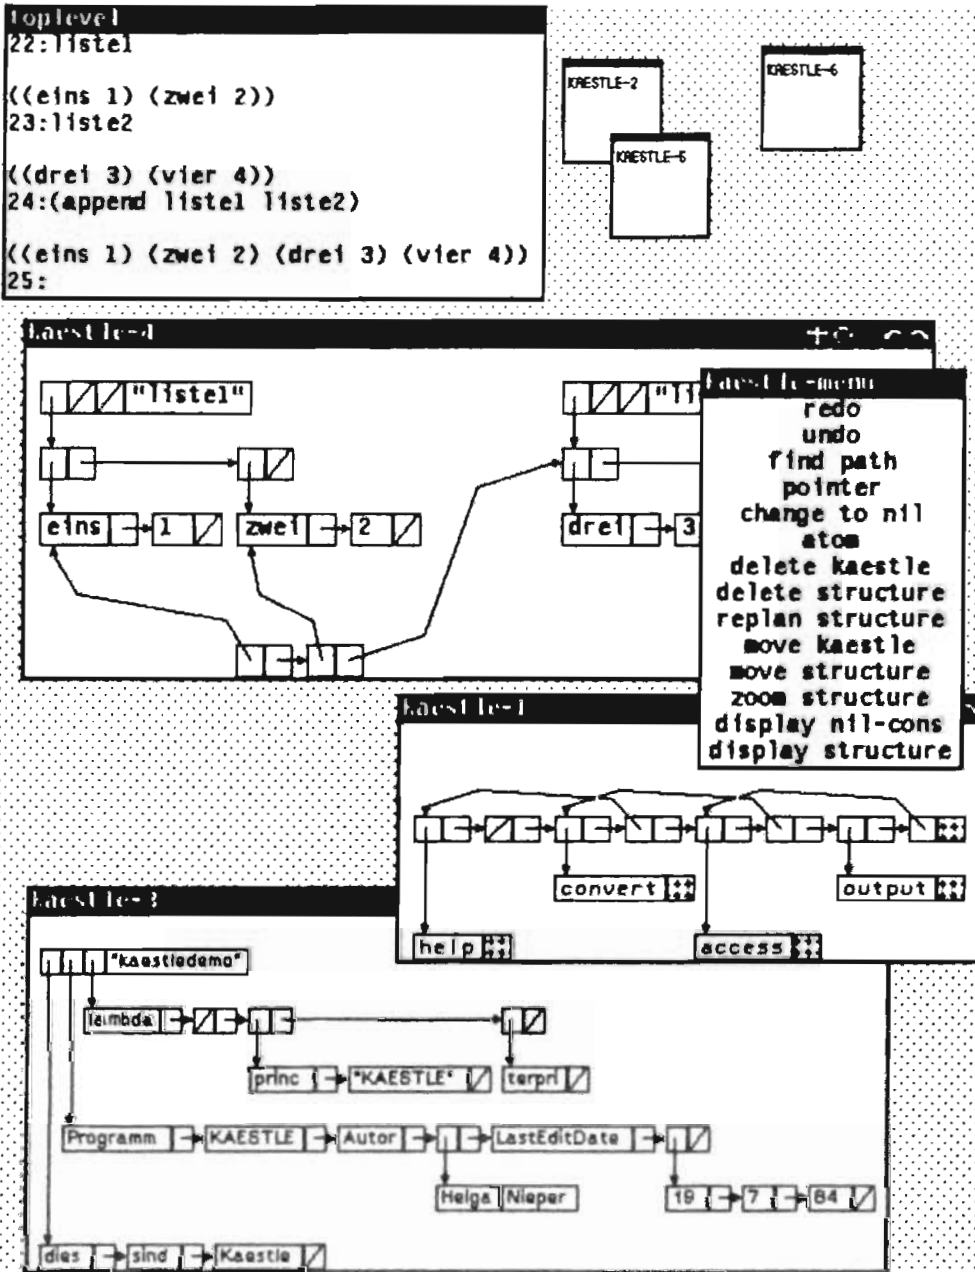 toplevel
22:liste1
((eins 1) (zwei 2))
23:liste2
((drei 3) (vier 4))
24:(append liste1 liste2)
((eins 1) (zwei 2) (drei 3) (vier 4))
25:
KAESTLE-2
KAESTLE-5
KAESTLE-6
kaestle-4
"liste1" "li
eins 1 zwei 2 drei 3
kaestle-menu
redo
undo
find path
pointer
change to nil
atom
delete kaestle
delete structure
replan structure
move kaestle
move structure
zoom structure
display nil-cons
display structure
kaestle-1
convert output
help access
kaestle-3
"kaestledemo"
lambda
princ "KAESTLE" terpri
Programm KAESTLE Autor LastEditDate
Helga Nieper 19 7 84
dies sind Kaestle